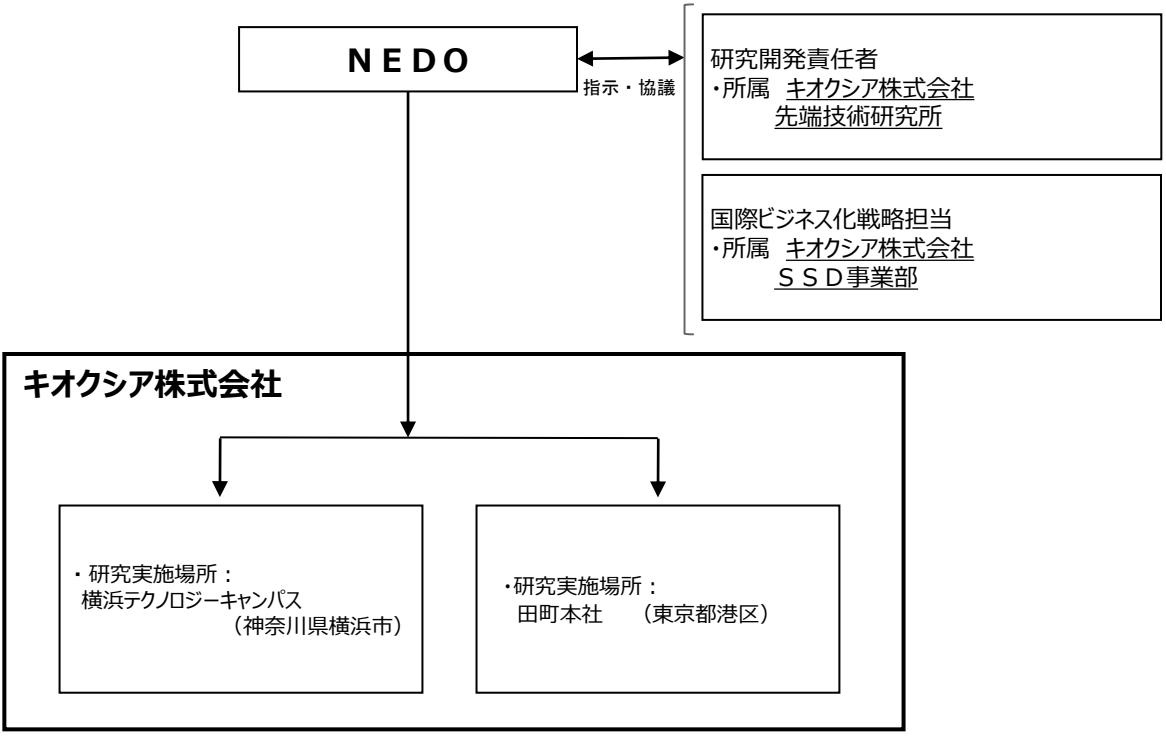 ＮＥＤＯ
指示・協議
研究開発責任者
・所属　キオクシア株式会社
先端技術研究所
国際ビジネス化戦略担当
・所属　キオクシア株式会社
ＳＳＤ事業部
キオクシア株式会社
・研究実施場所：
横浜テクノロジーキャンパス
（神奈川県横浜市）
・研究実施場所：
田町本社　（東京都港区）